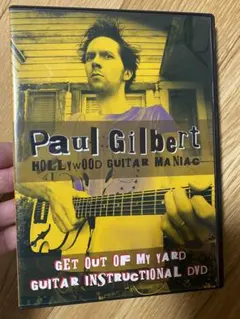 Paul Gilbert
HOLLYWOOD GUITAR MANIAC
GET OUT OF MY YARD
GUITAR INSTRUCTIONAL DVD